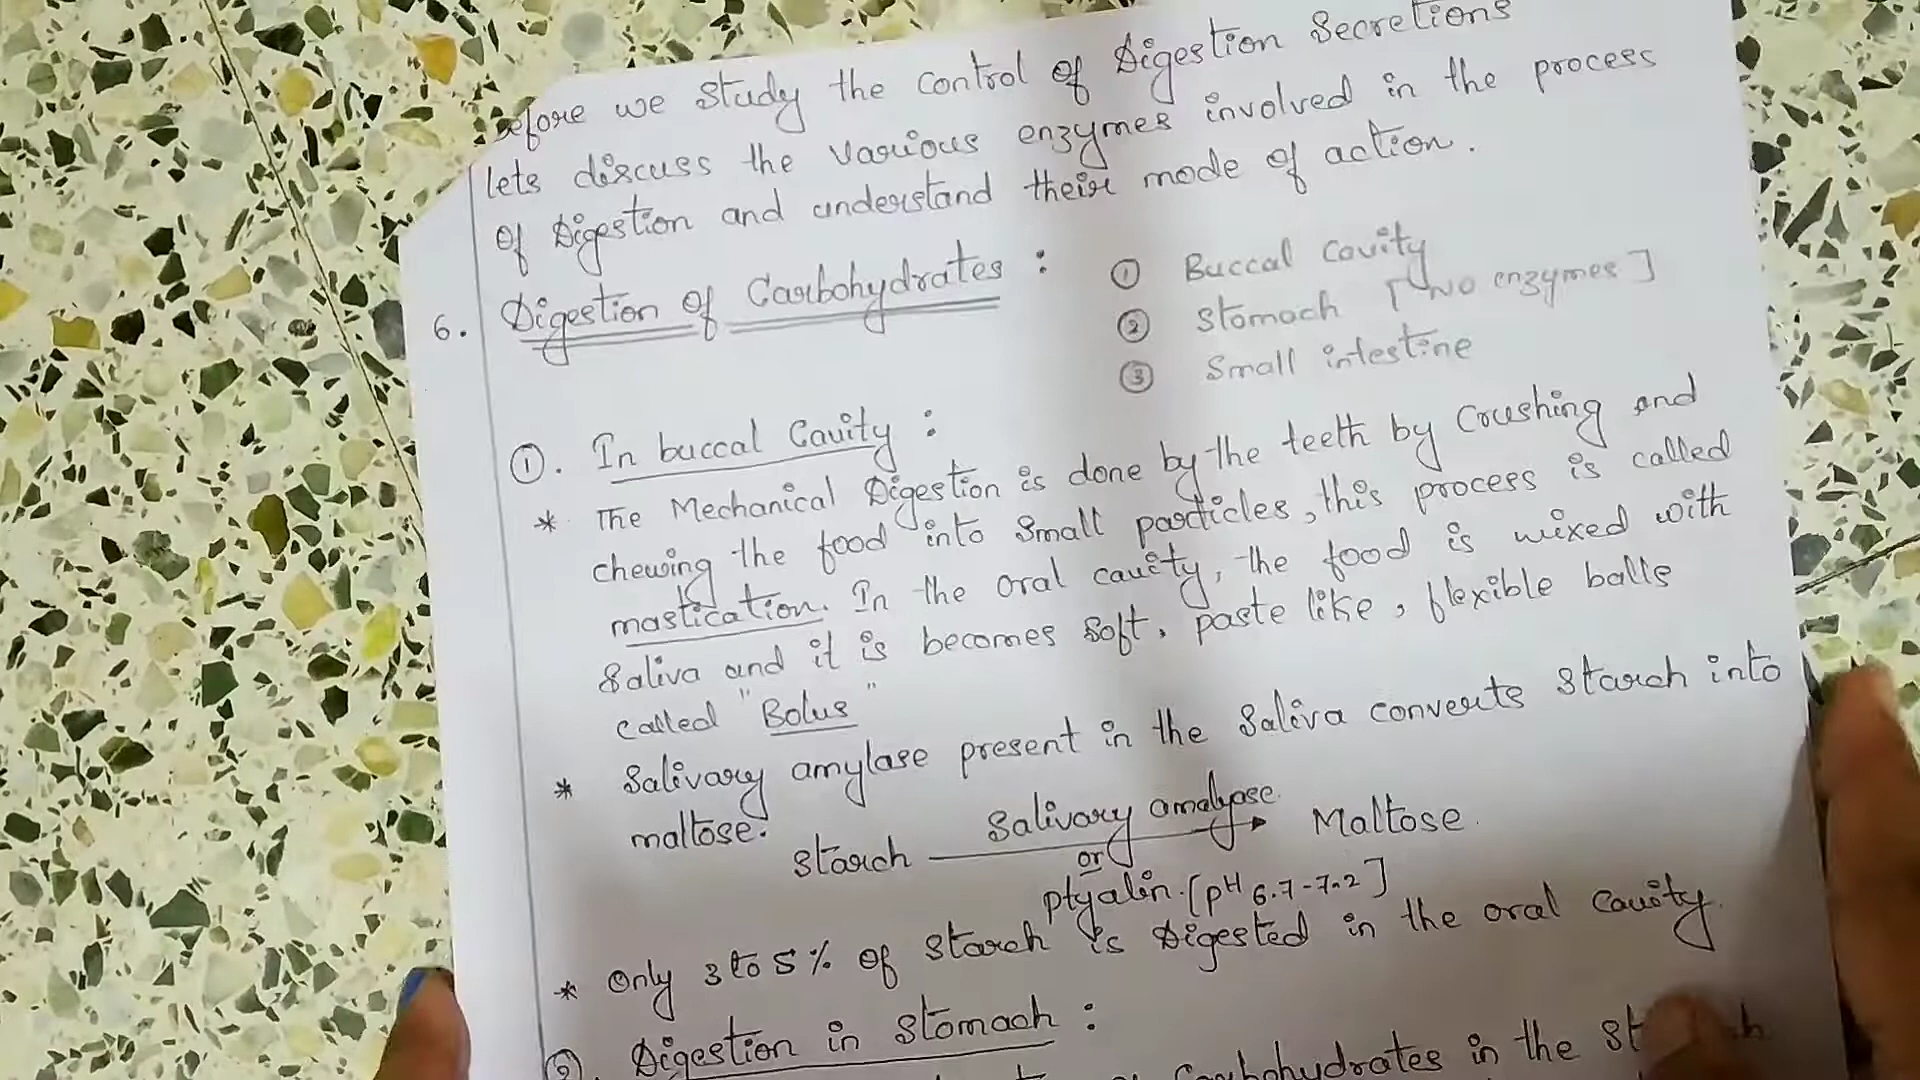 Before we study the control of Digestion Secretions
lets discuss the various enzymes involved in the process
of Digestion and understand their mode of action.
6. Digestion of Carbohydrates :
① Buccal cavity
② Stomach [No enzymes]
③ Small intestine
①. In buccal Cavity :
* The Mechanical Digestion is done by the teeth by Crushing and
chewing the food into small particles, this process is called
mastication. In the oral cavity, the food is mixed with
Saliva and it is becomes soft, paste like, flexible balls
called "Bolus"
* Salivary amylase present in the Saliva converts starch into
maltose.
Starch Salivary amalyase Maltose
or
ptyalin.[pH 6.7-7.2]
* Only 3 to 5% of starch is Digested in the oral cavity.
②. Digestion in Stomach :
Carbohydrates in the